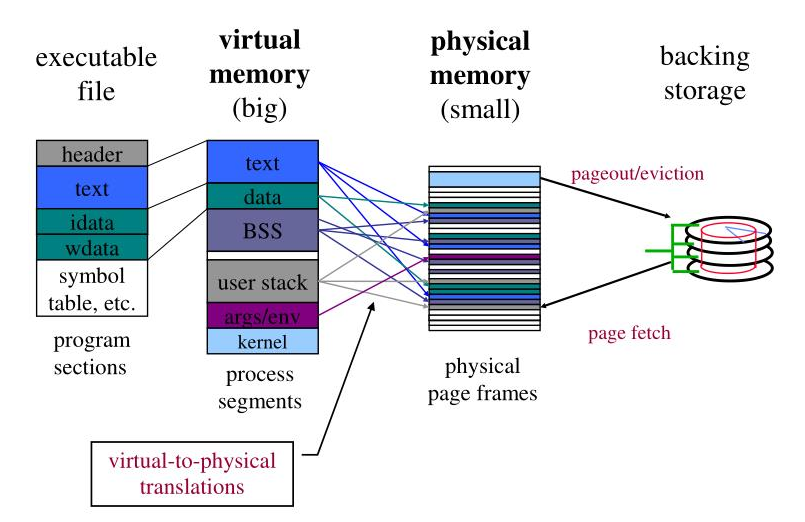 executable
file
virtual
memory
(big)
physical
memory
(small)
backing
storage
header
text
idata
wdata
symbol
table, etc.
program
sections
text
data
BSS
user stack
args/env
kernel
process
segments
physical
page frames
pageout/eviction
page fetch
virtual-to-physical
translations